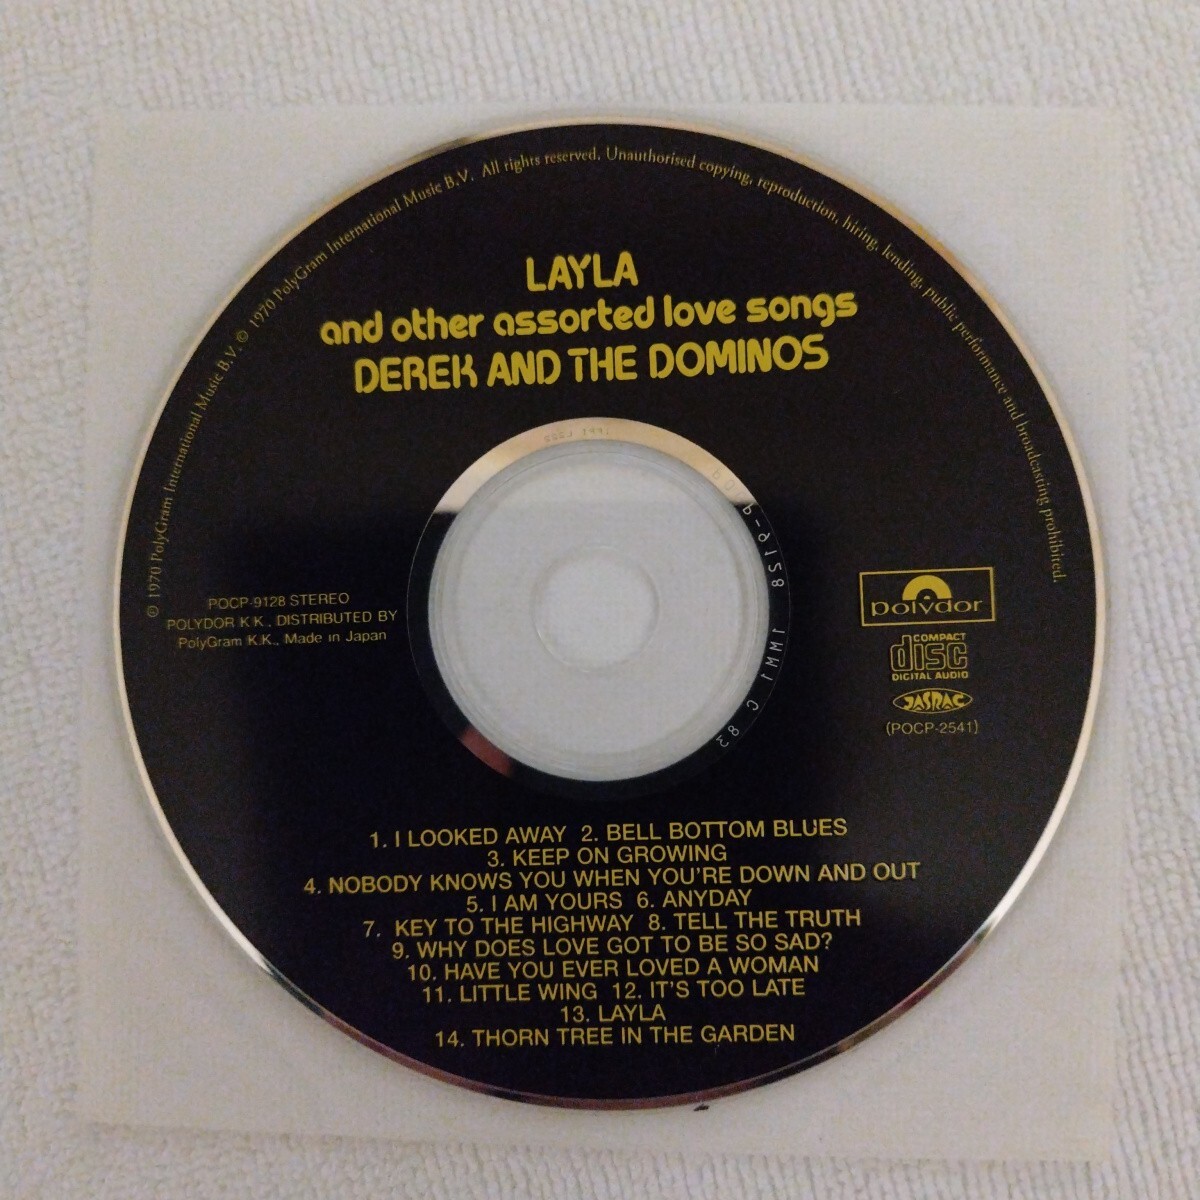 ℗ 1970 PolyGram International Music B.V. © 1970 PolyGram International Music B.V. All rights reserved. Unauthorised copying, reproduction, hiring, lending, public performance and broadcasting prohibited.
LAYLA
and other assorted love songs
DEREK AND THE DOMINOS
POCP-9128 STEREO
POLYDOR K.K., DISTRIBUTED BY
PolyGram K.K., Made in Japan
polydor
COMPACT
disc
DIGITAL AUDIO
JASRAC
(POCP-2541)
1MM1 C 83
1. I LOOKED AWAY 2. BELL BOTTOM BLUES
3. KEEP ON GROWING
4. NOBODY KNOWS YOU WHEN YOU'RE DOWN AND OUT
5. I AM YOURS 6. ANYDAY
7. KEY TO THE HIGHWAY 8. TELL THE TRUTH
9. WHY DOES LOVE GOT TO BE SO SAD?
10. HAVE YOU EVER LOVED A WOMAN
11. LITTLE WING 12. IT'S TOO LATE
13. LAYLA
14. THORN TREE IN THE GARDEN